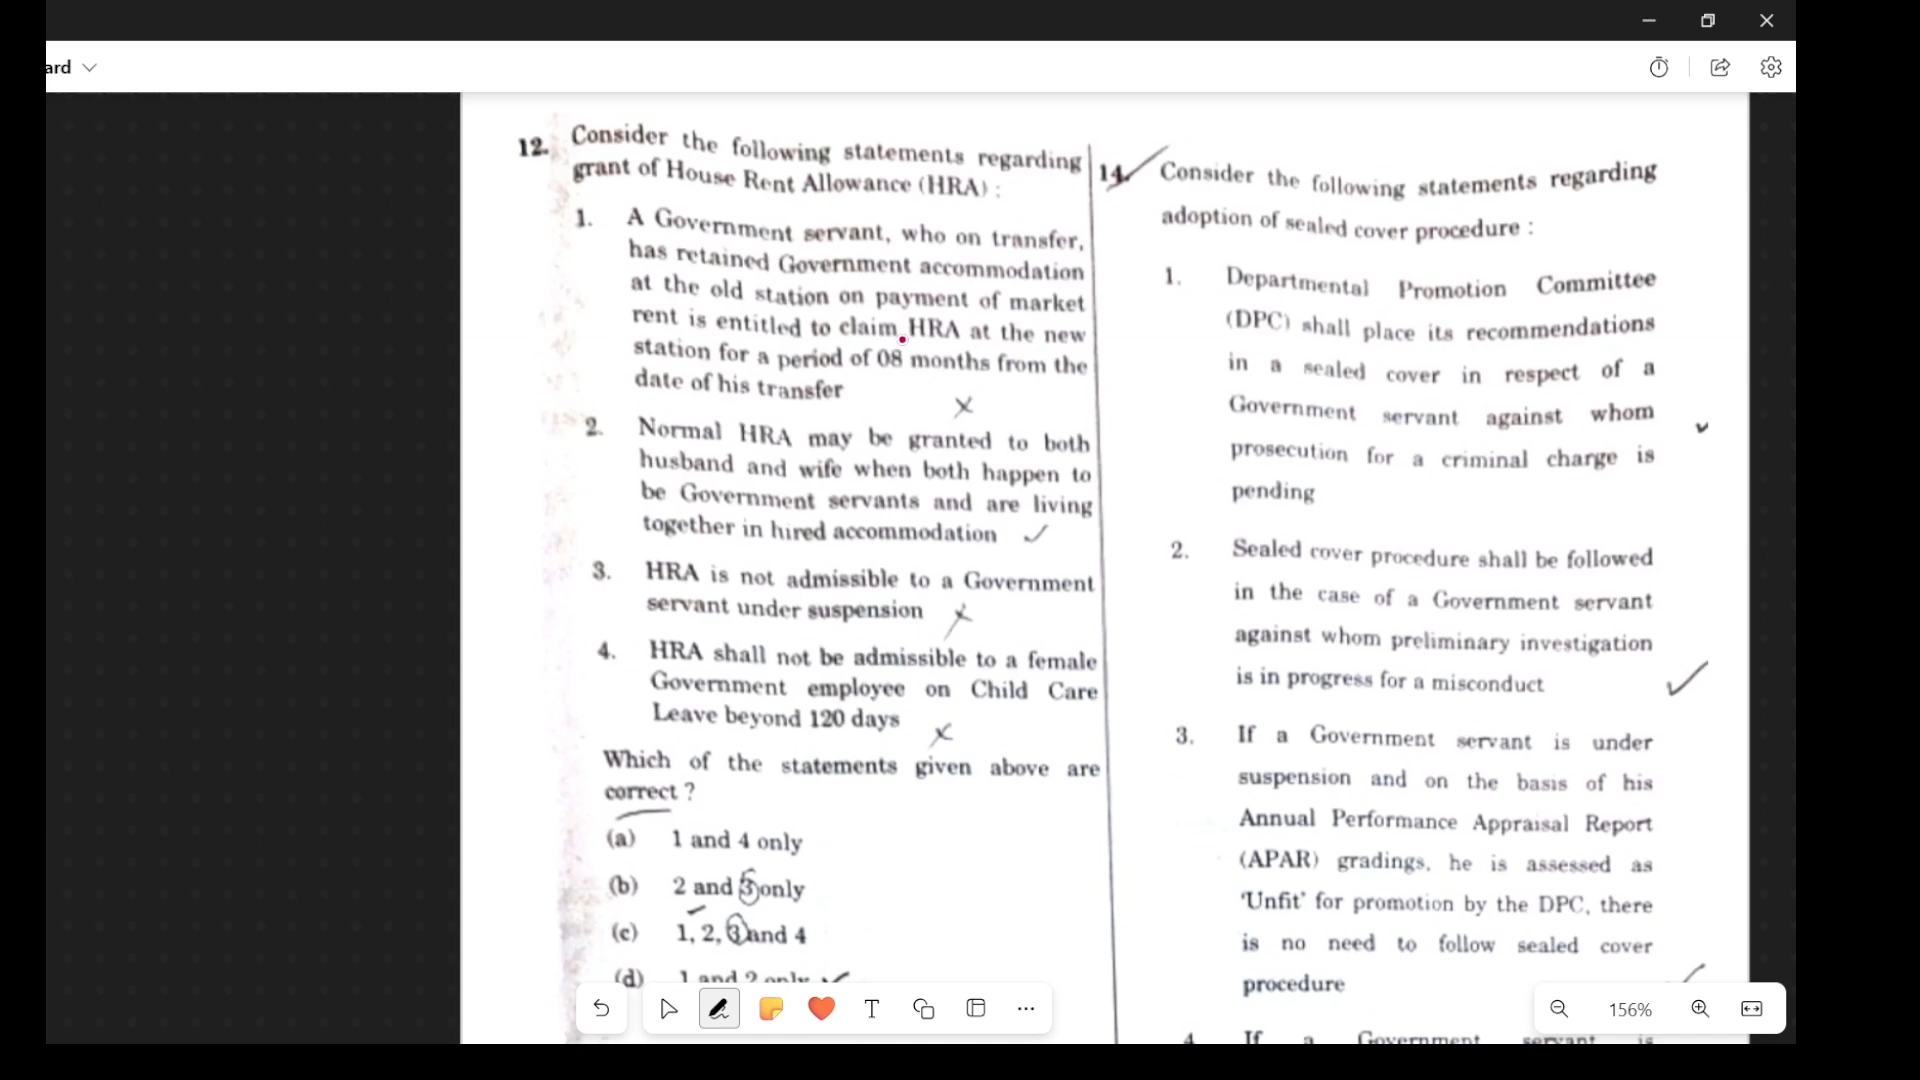 ard
12. Consider the following statements regarding
grant of House Rent Allowance (HRA) :
1. A Government servant, who on transfer,
has retained Government accommodation
at the old station on payment of market
rent is entitled to claim HRA at the new
station for a period of 08 months from the
date of his transfer
2. Normal HRA may be granted to both
husband and wife when both happen to
be Government servants and are living
together in hired accommodation
3. HRA is not admissible to a Government
servant under suspension
4. HRA shall not be admissible to a female
Government employee on Child Care
Leave beyond 120 days
Which of the statements given above are
correct ?
(a) 1 and 4 only
(b) 2 and 3 only
(c) 1, 2, 3 and 4
(d) 1 and 2 only
14. Consider the following statements regarding
adoption of sealed cover procedure :
1. Departmental Promotion Committee
(DPC) shall place its recommendations
in a sealed cover in respect of a
Government servant against whom
prosecution for a criminal charge is
pending
2. Sealed cover procedure shall be followed
in the case of a Government servant
against whom preliminary investigation
is in progress for a misconduct
3. If a Government servant is under
suspension and on the basis of his
Annual Performance Appraisal Report
(APAR) gradings, he is assessed as
'Unfit' for promotion by the DPC, there
is no need to follow sealed cover
procedure
4. If a Government servant is
T
156%